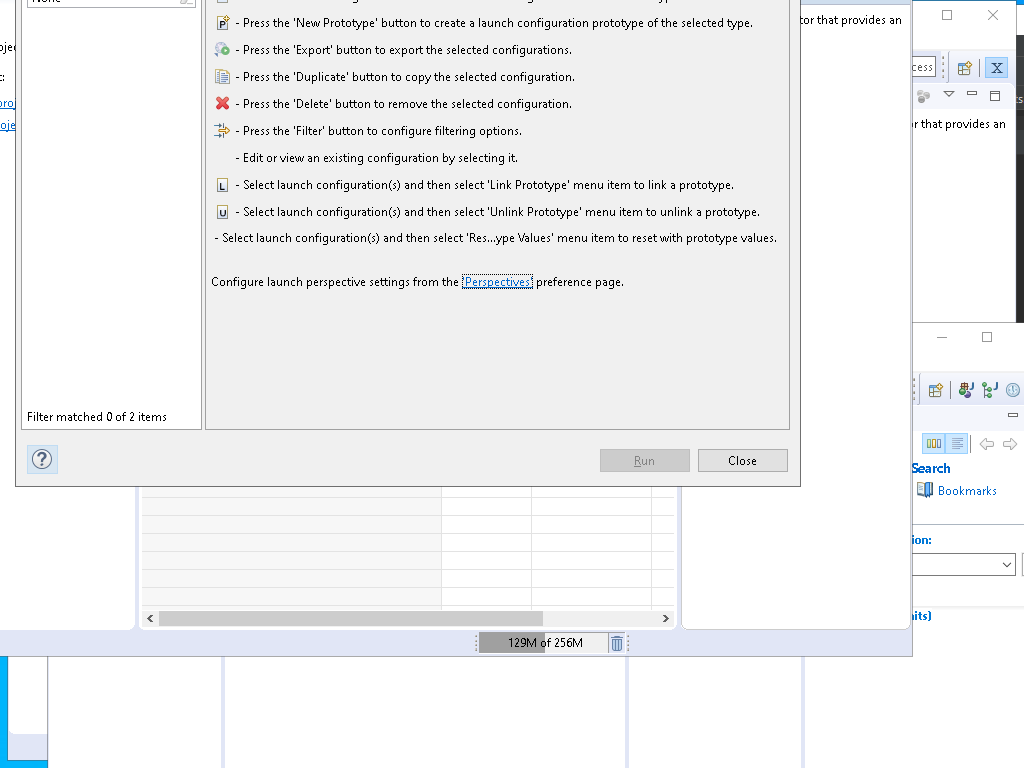 - Press the 'New Prototype' button to create a launch configuration prototype of the selected type.
- Press the 'Export' button to export the selected configurations.
- Press the 'Duplicate' button to copy the selected configuration.
- Press the 'Delete' button to remove the selected configuration.
- Press the 'Filter' button to configure filtering options.
- Edit or view an existing configuration by selecting it.
- Select launch configuration(s) and then select 'Link Prototype' menu item to link a prototype.
- Select launch configuration(s) and then select 'Unlink Prototype' menu item to unlink a prototype.
- Select launch configuration(s) and then select 'Res...ype Values' menu item to reset with prototype values.
Configure launch perspective settings from the 'Perspectives' preference page.
Filter matched 0 of 2 items
Run
Close
tor that provides an
cess
r that provides an
Search
Bookmarks
ion:
its)
129M of 256M